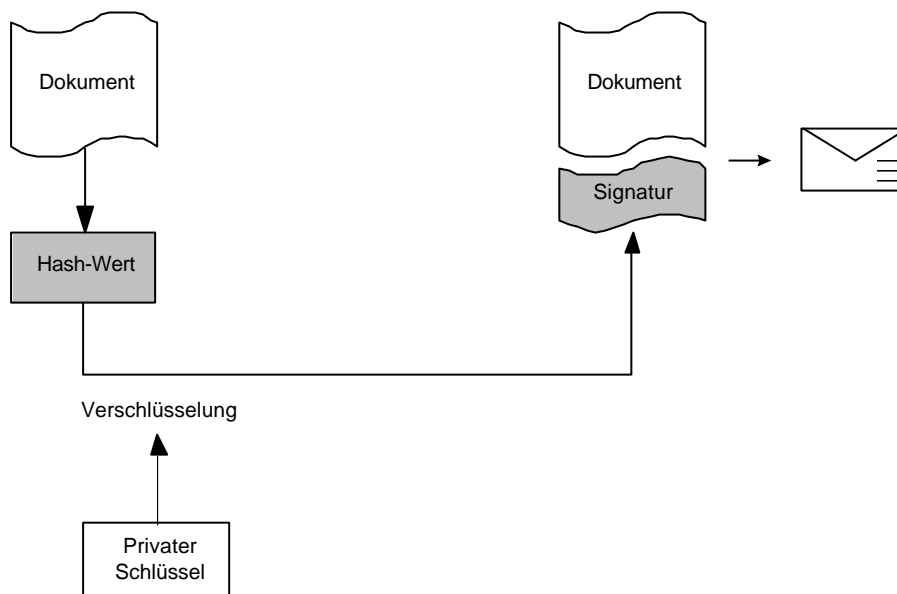 Dokument
Dokument
Signatur
Hash-Wert
Verschlüsselung
Privater
Schlüssel